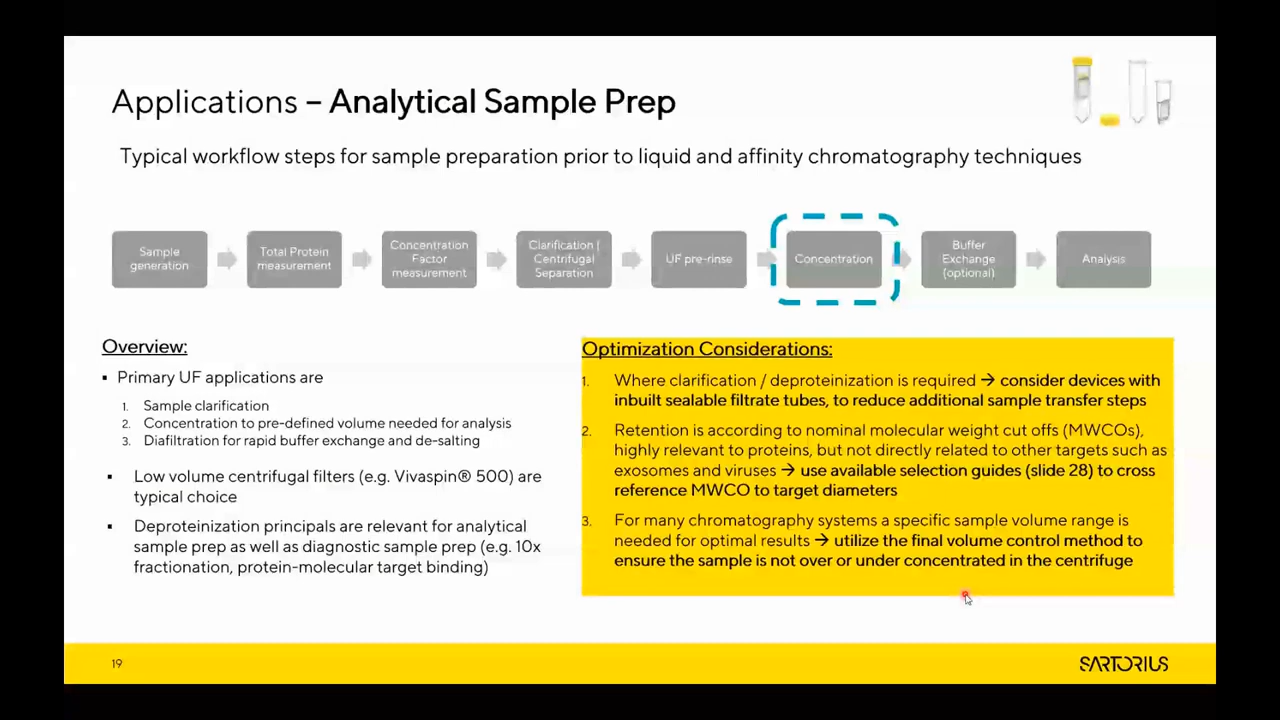 Applications – Analytical Sample Prep
Typical workflow steps for sample preparation prior to liquid and affinity chromatography techniques
Sample
generation
Total Protein
measurement
Concentration
Factor
measurement
Clarification |
Centrifugal
Separation
UF pre-rinse
Concentration
Buffer
Exchange
(optional)
Analysis
Overview:
▪ Primary UF applications are
1. Sample clarification
2. Concentration to pre-defined volume needed for analysis
3. Diafiltration for rapid buffer exchange and de-salting
▪ Low volume centrifugal filters (e.g. Vivaspin® 500) are
typical choice
▪ Deproteinization principals are relevant for analytical
sample prep as well as diagnostic sample prep (e.g. 10x
fractionation, protein-molecular target binding)
Optimization Considerations:
1. Where clarification / deproteinization is required → consider devices with
inbuilt sealable filtrate tubes, to reduce additional sample transfer steps
2. Retention is according to nominal molecular weight cut offs (MWCOs),
highly relevant to proteins, but not directly related to other targets such as
exosomes and viruses → use available selection guides (slide 28) to cross
reference MWCO to target diameters
3. For many chromatography systems a specific sample volume range is
needed for optimal results → utilize the final volume control method to
ensure the sample is not over or under concentrated in the centrifuge
19
SARTORIUS